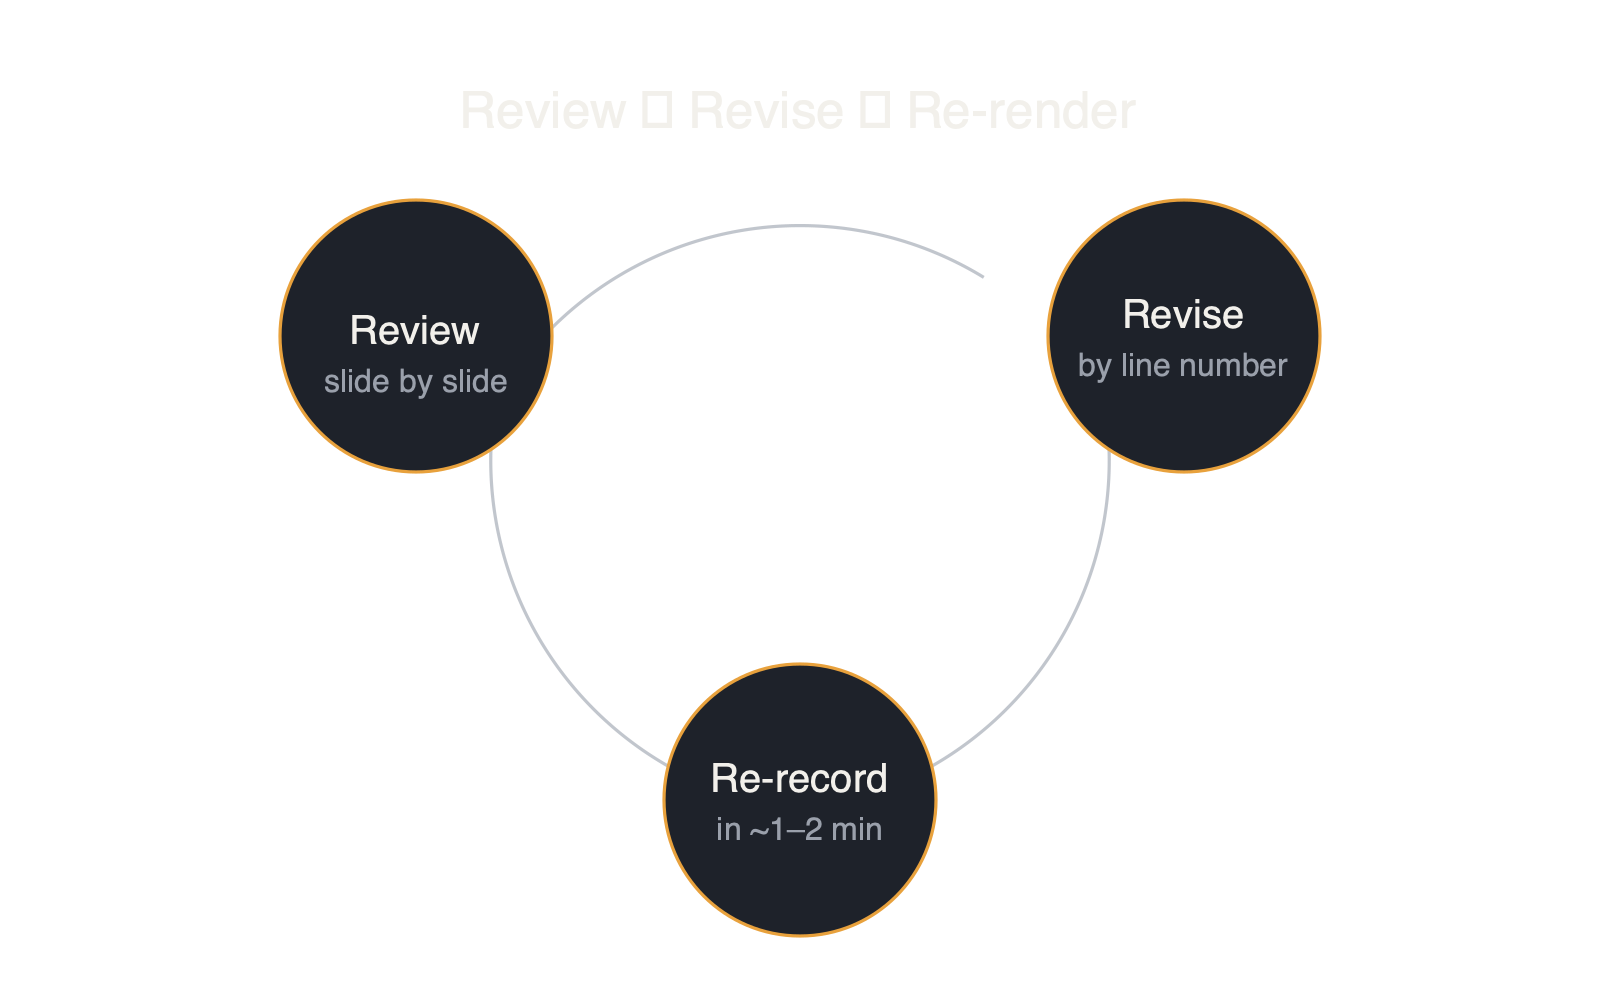 Review □ Revise □ Re-render
Review
slide by slide
Revise
by line number
Re-record
in ~1–2 min